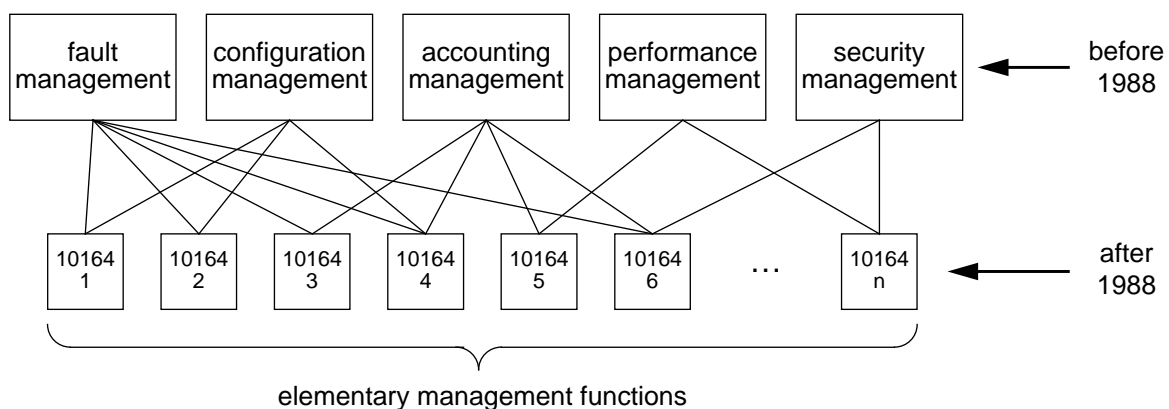 fault
management
configuration
management
accounting
management
performance
management
security
management
before
1988
10164
1
10164
2
10164
3
10164
4
10164
5
10164
6
...
10164
n
after
1988
elementary management functions